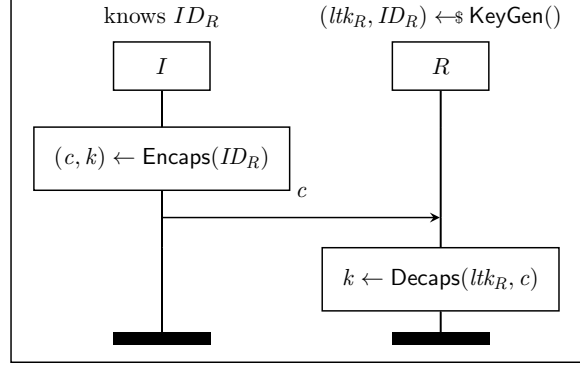 knows ID_R (ltk_R, ID_R) ←$ KeyGen()
I R
(c, k) ← Encaps(ID_R)
c
k ← Decaps(ltk_R, c)